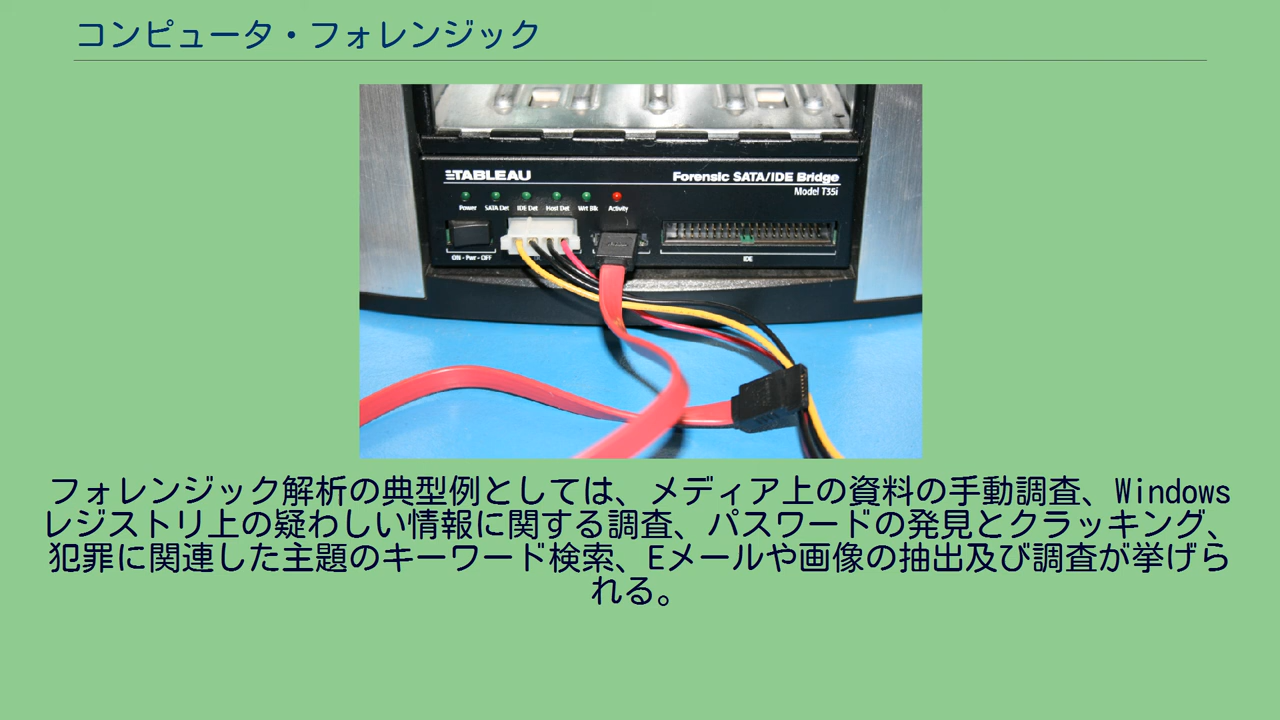 コンピュータ・フォレンジック
TABLEAU
Forensic SATA/IDE Bridge
Model T35i
Power SATA Det IDE Det Host Det Wrt Blk Activity
ON - Pwr - OFF
IDE
フォレンジック解析の典型例としては、メディア上の資料の手動調査、Windows
レジストリ上の疑わしい情報に関する調査、パスワードの発見とクラッキング、
犯罪に関連した主題のキーワード検索、Eメールや画像の抽出及び調査が挙げら
れる。